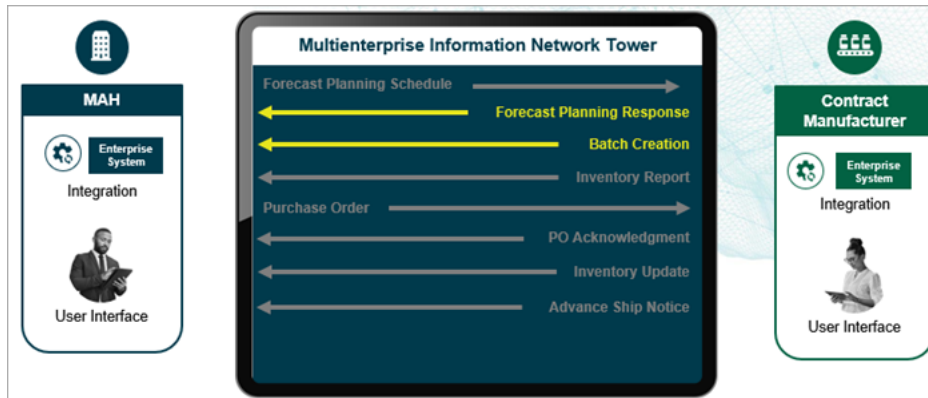 Multienterprise Information Network Tower
MAH
Enterprise
System
Integration
User Interface
Forecast Planning Schedule
Forecast Planning Response
Batch Creation
Inventory Report
Purchase Order
PO Acknowledgment
Inventory Update
Advance Ship Notice
Contract
Manufacturer
Enterprise
System
Integration
User Interface